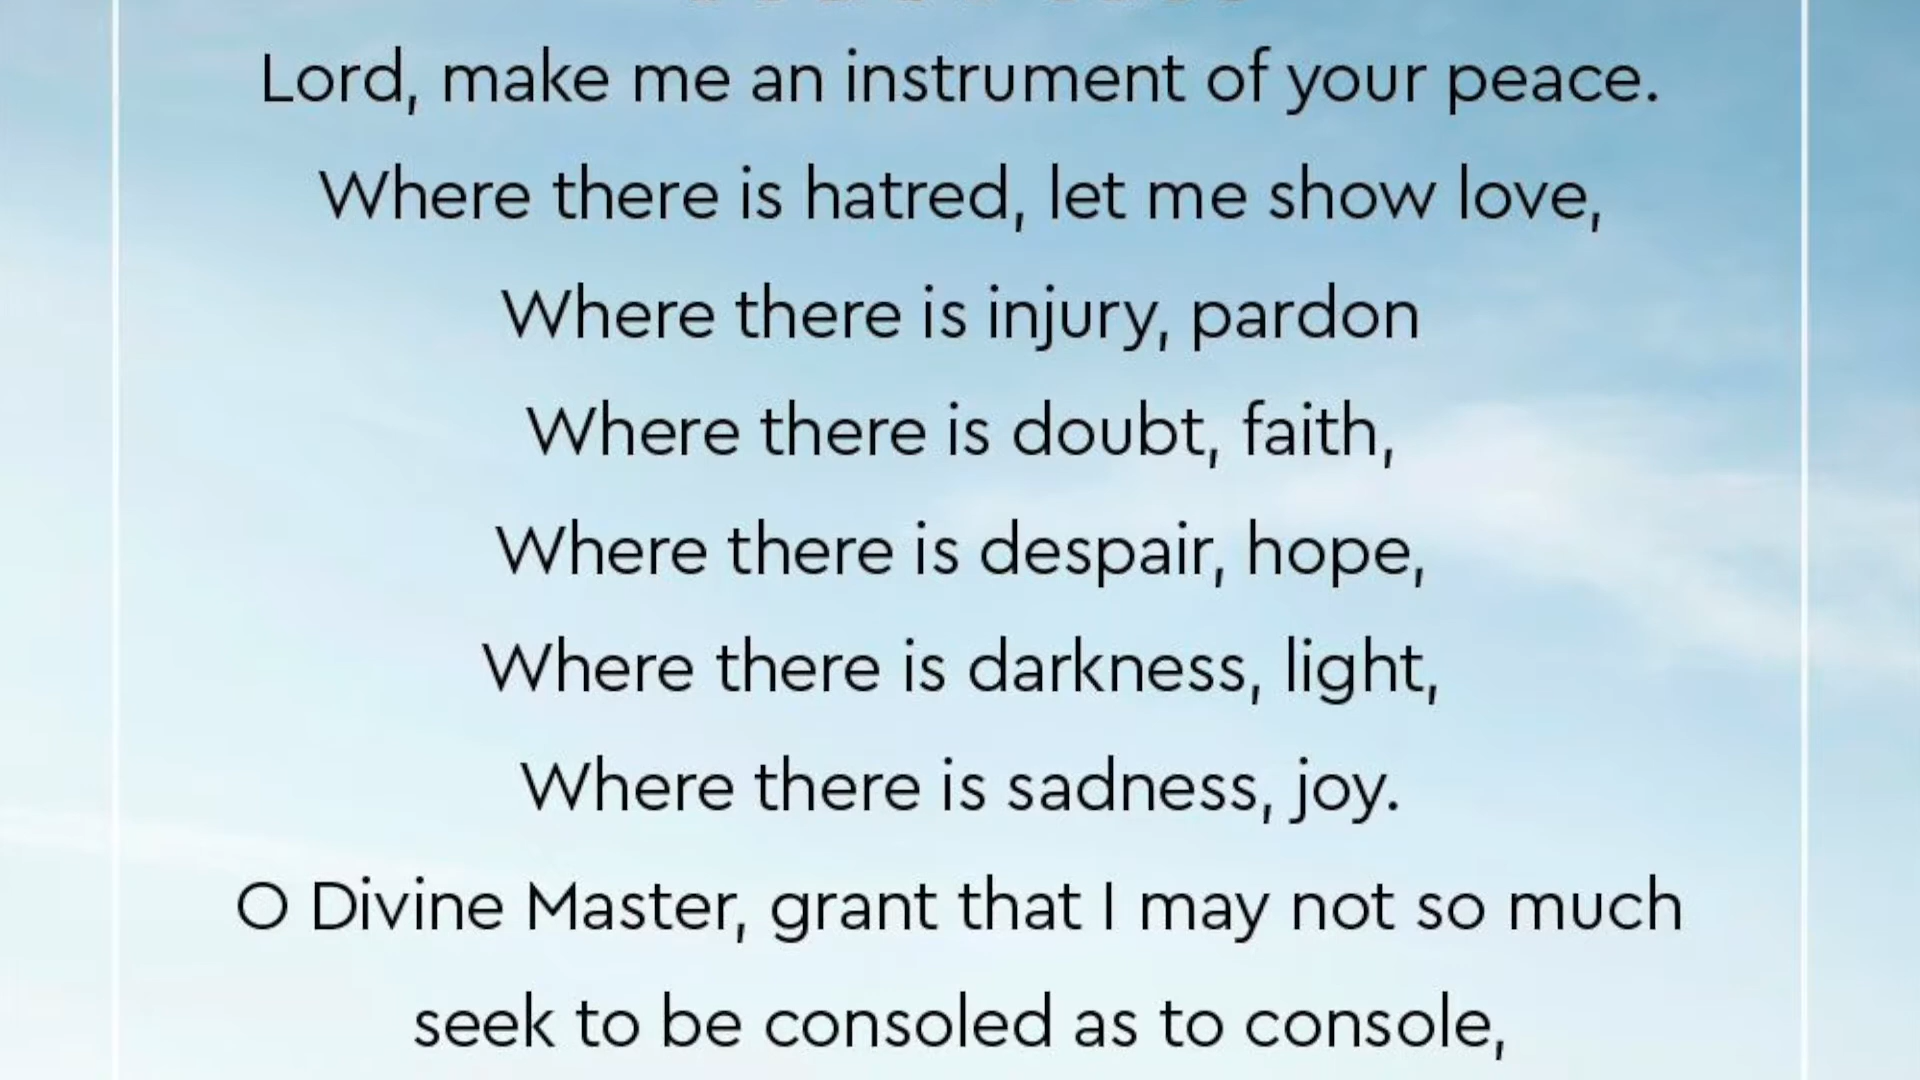 Lord, make me an instrument of your peace.
Where there is hatred, let me show love,
Where there is injury, pardon
Where there is doubt, faith,
Where there is despair, hope,
Where there is darkness, light,
Where there is sadness, joy.
O Divine Master, grant that I may not so much
seek to be consoled as to console,